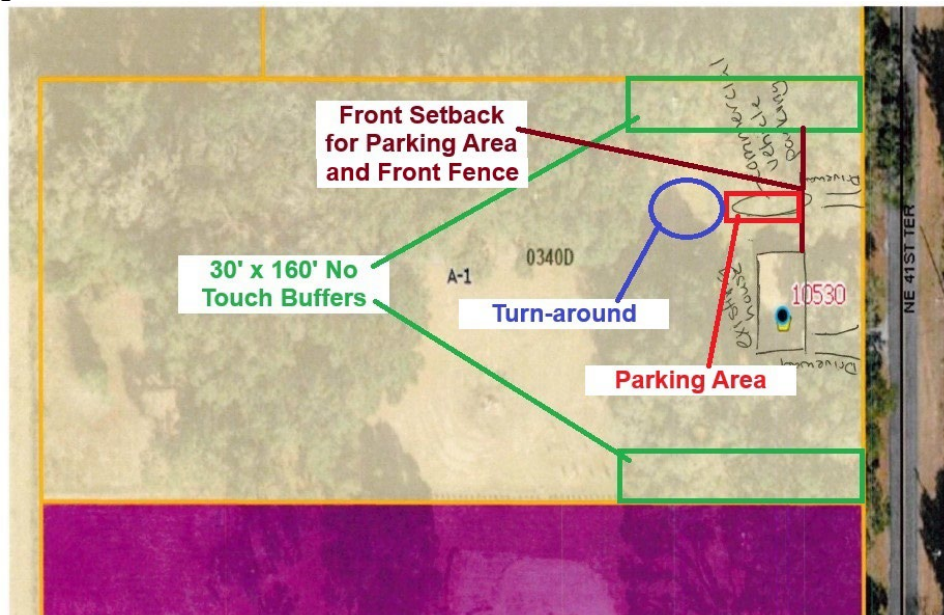 Front Setback
for Parking Area
and Front Fence
commercial
vehicle
parking
Driveway
30' x 160' No
Touch Buffers
A-1
0340D
Turn-around
existing
house
10530
NE 41ST TER
Parking Area
Driveway